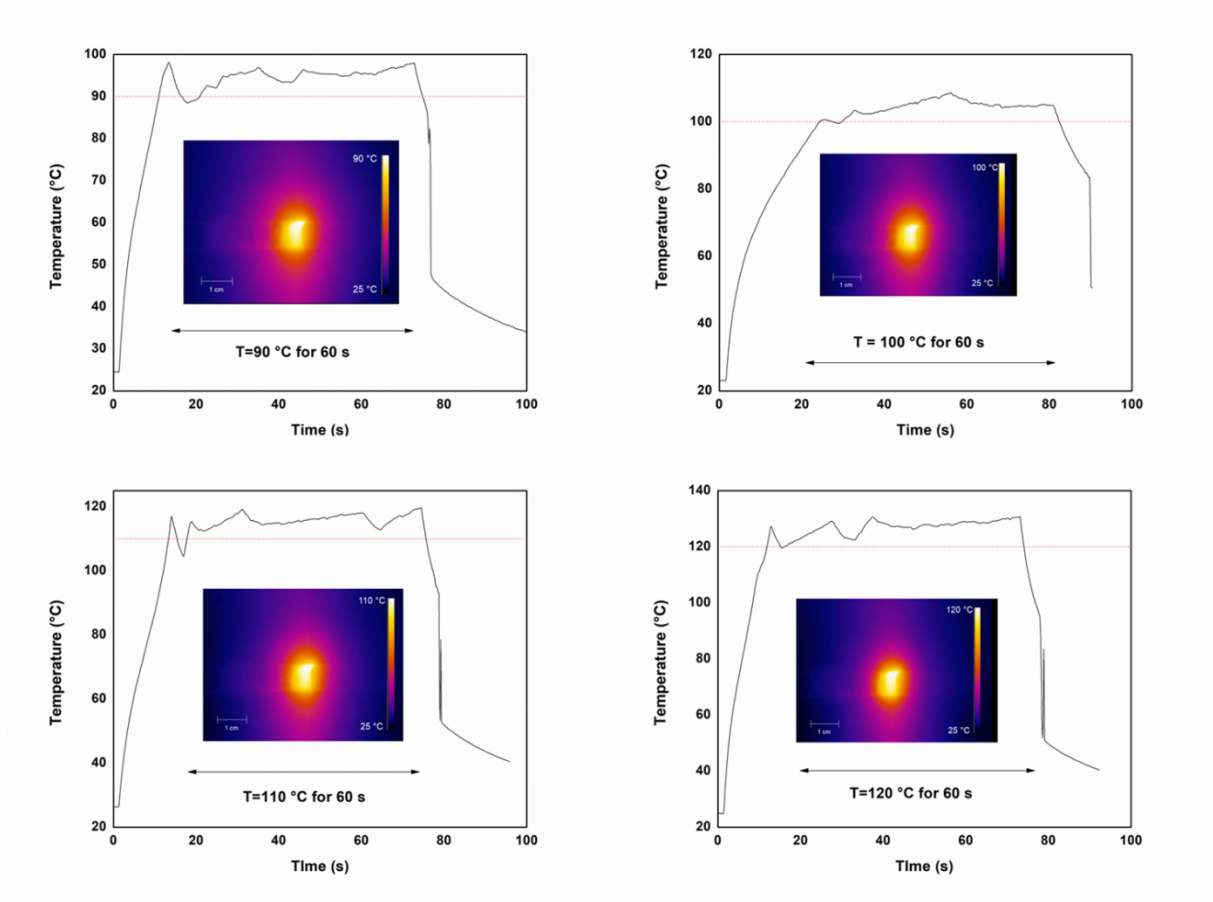 100
90
80
70
60
50
40
30
20
Temperature (°C)
90 °C
25 °C
1 cm
T=90 °C for 60 s
0 20 40 60 80 100
Time (s)
120
100
80
60
40
20
Temperature (°C)
100 °C
25 °C
1 cm
T = 100 °C for 60 s
0 20 40 60 80 100
Time (s)
120
100
80
60
40
20
Temperature (°C)
110 °C
25 °C
1 cm
T=110 °C for 60 s
0 20 40 60 80 100
TIme (s)
140
120
100
80
60
40
20
Temperature (°C)
120 °C
25 °C
1 cm
T=120 °C for 60 s
0 20 40 60 80 100
TIme (s)